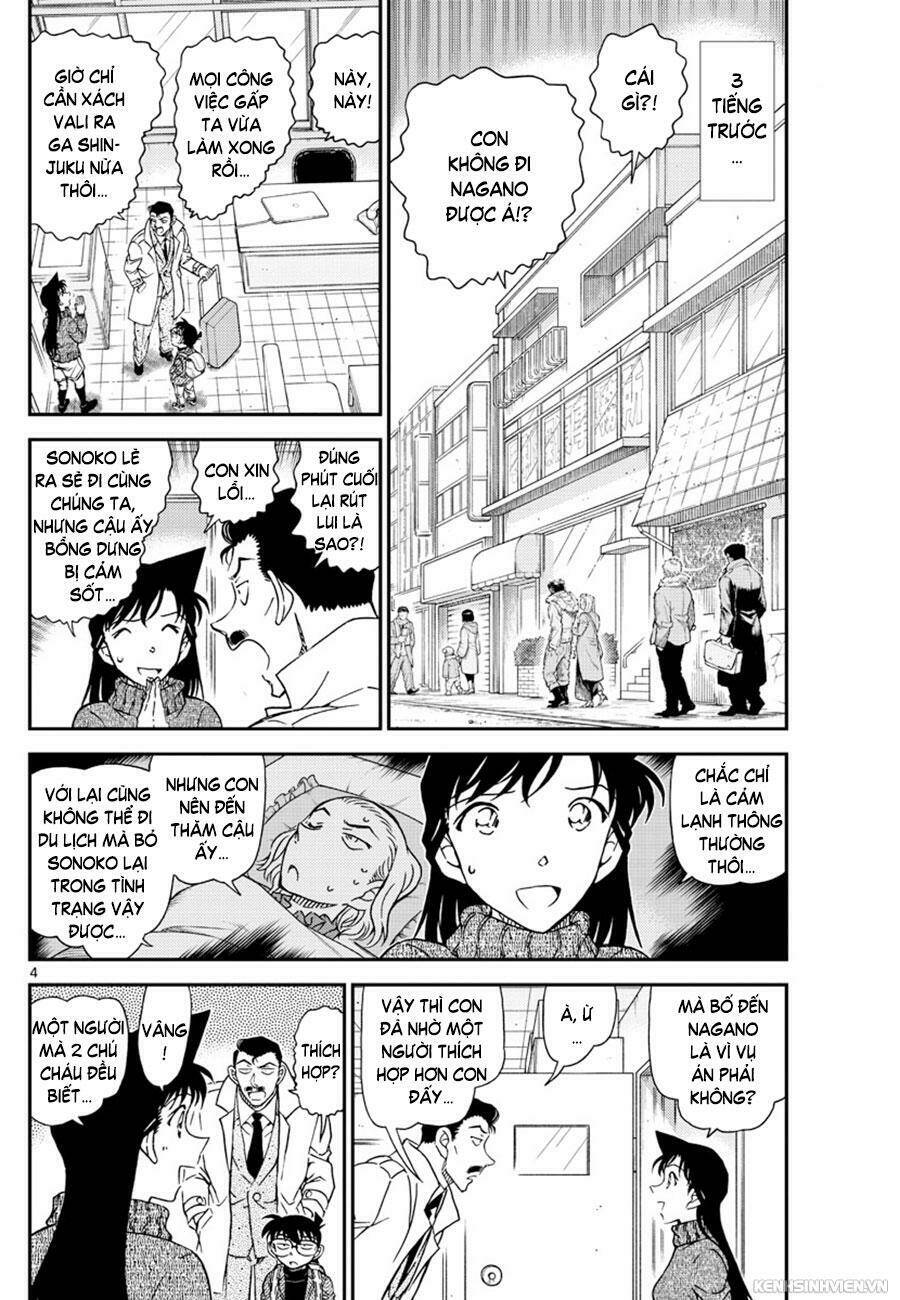 3
TIẾNG
TRƯỚC
...
CÁI
GÌ?!
CON
KHÔNG ĐI
NAGANO
ĐƯỢC Á!?
NÀY,
NÀY!
MỌI CÔNG
VIỆC GẤP
TA VỪA
LÀM XONG
RỒI...
GIỜ CHỈ
CẦN XÁCH
VALI RA
GA SHIN-
JUKU NỮA
THÔI...
ĐÚNG
PHÚT CUỐI
LẠI RÚT
LUI LÀ
SAO?!
CON XIN
LỖI...
SONOKO LẼ
RA SẼ ĐI CÙNG
CHÚNG TA,
NHƯNG CẬU ẤY
BỖNG DƯNG
BỊ CẢM
SỐT...
CHẮC CHỈ
LÀ CẢM
LẠNH THÔNG
THƯỜNG
THÔI...
NHƯNG CON
NÊN ĐẾN
THĂM CẬU
ẤY...
VỚI LẠI CŨNG
KHÔNG THỂ ĐI
DU LỊCH MÀ BỎ
SONOKO LẠI
TRONG TÌNH
TRẠNG VẬY
ĐƯỢC...
4
MÀ BỐ ĐẾN
NAGANO
LÀ VÌ VỤ
ÁN PHẢI
KHÔNG?
À, Ừ
...
VẬY THÌ CON
ĐÃ NHỜ MỘT
NGƯỜI THÍCH
HỢP HƠN CON
ĐẤY...
THÍCH
HỢP?
VÂNG
!
MỘT NGƯỜI
MÀ 2 CHÚ
CHÁU ĐỀU
BIẾT...
KENHSINHVIEN.VN